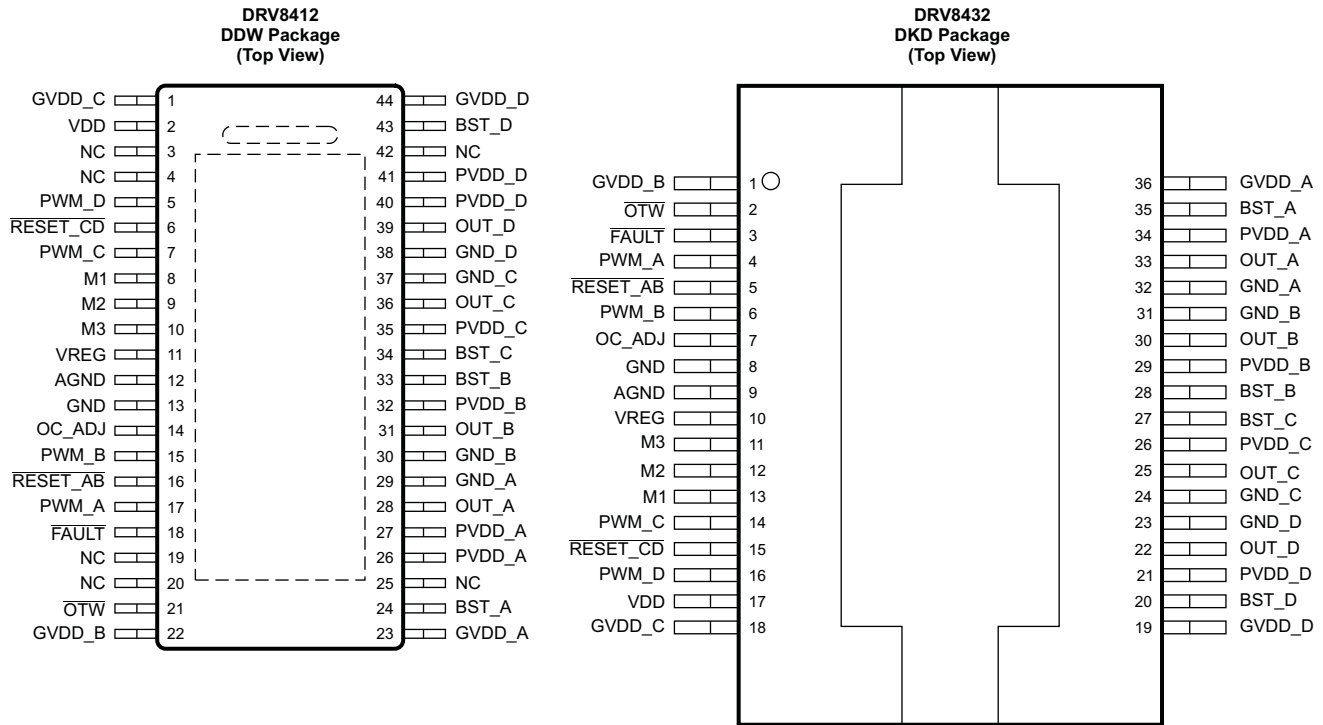 DRV8412
DDW Package
(Top View)
GVDD_C 1 44 GVDD_D
VDD 2 43 BST_D
NC 3 42 NC
NC 4 41 PVDD_D
PWM_D 5 40 PVDD_D
RESET_CD 6 39 OUT_D
PWM_C 7 38 GND_D
M1 8 37 GND_C
M2 9 36 OUT_C
M3 10 35 PVDD_C
VREG 11 34 BST_C
AGND 12 33 BST_B
GND 13 32 PVDD_B
OC_ADJ 14 31 OUT_B
PWM_B 15 30 GND_B
RESET_AB 16 29 GND_A
PWM_A 17 28 OUT_A
FAULT 18 27 PVDD_A
NC 19 26 PVDD_A
NC 20 25 NC
OTW 21 24 BST_A
GVDD_B 22 23 GVDD_A
DRV8432
DKD Package
(Top View)
GVDD_B 1 36 GVDD_A
OTW 2 35 BST_A
FAULT 3 34 PVDD_A
PWM_A 4 33 OUT_A
RESET_AB 5 32 GND_A
PWM_B 6 31 GND_B
OC_ADJ 7 30 OUT_B
GND 8 29 PVDD_B
AGND 9 28 BST_B
VREG 10 27 BST_C
M3 11 26 PVDD_C
M2 12 25 OUT_C
M1 13 24 GND_C
PWM_C 14 23 GND_D
RESET_CD 15 22 OUT_D
PWM_D 16 21 PVDD_D
VDD 17 20 BST_D
GVDD_C 18 19 GVDD_D